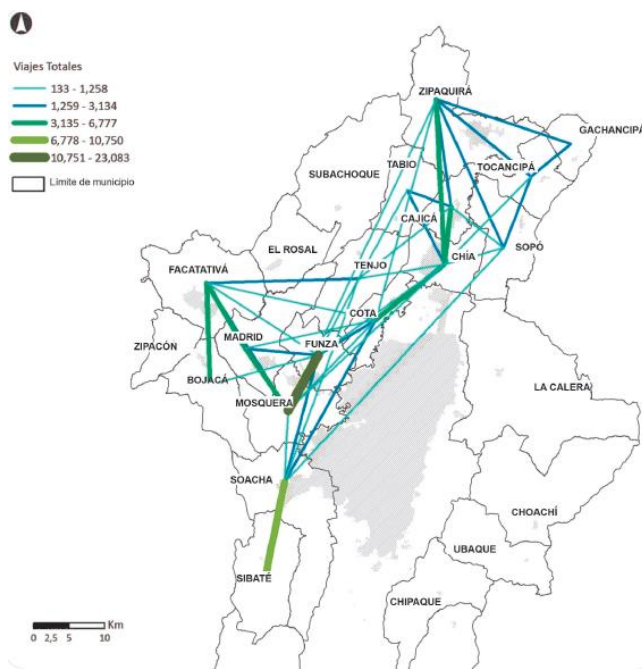 Viajes Totales
133 - 1,258
1,259 - 3,134
3,135 - 6,777
6,778 - 10,750
10,751 - 23,083
Límite de municipio
ZIPAQUIRÁ
GACHANCIPÁ
TABIO
TOCANCIPÁ
SUBACHOQUE
CAJICÁ
SOPÓ
EL ROSAL
CHÍA
TENJO
FACATATIVÁ
COTA
MADRID
FUNZA
ZIPACÓN
BOJACÁ
LA CALERA
MOSQUERA
SOACHA
CHOACHÍ
UBAQUE
SIBATÉ
CHIPAQUE
Km
0 2,5 5 10